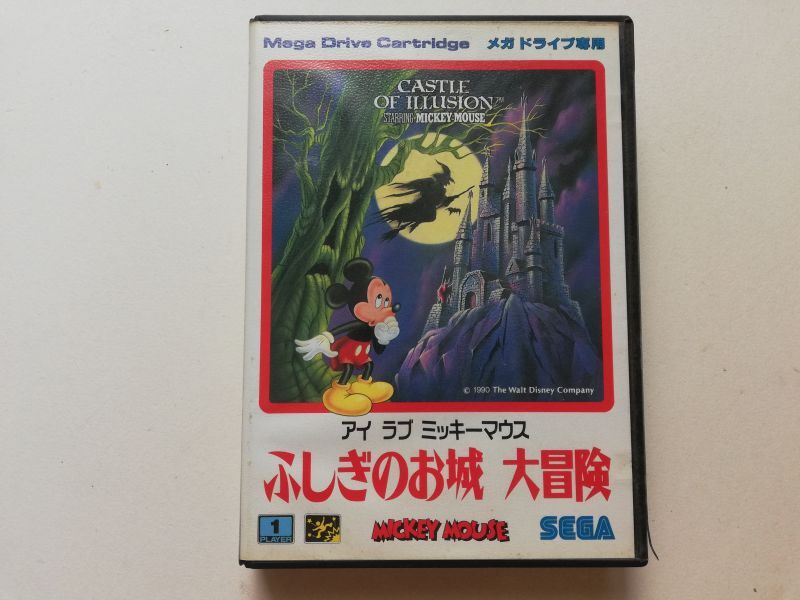 Mega Drive Cartridge メガドライブ専用
CASTLE
OF ILLUSION™
STARRING MICKEY MOUSE
© 1990 The Walt Disney Company
アイ ラブ ミッキーマウス
ふしぎのお城 大冒険
1
PLAYER
MICKEY MOUSE
SEGA